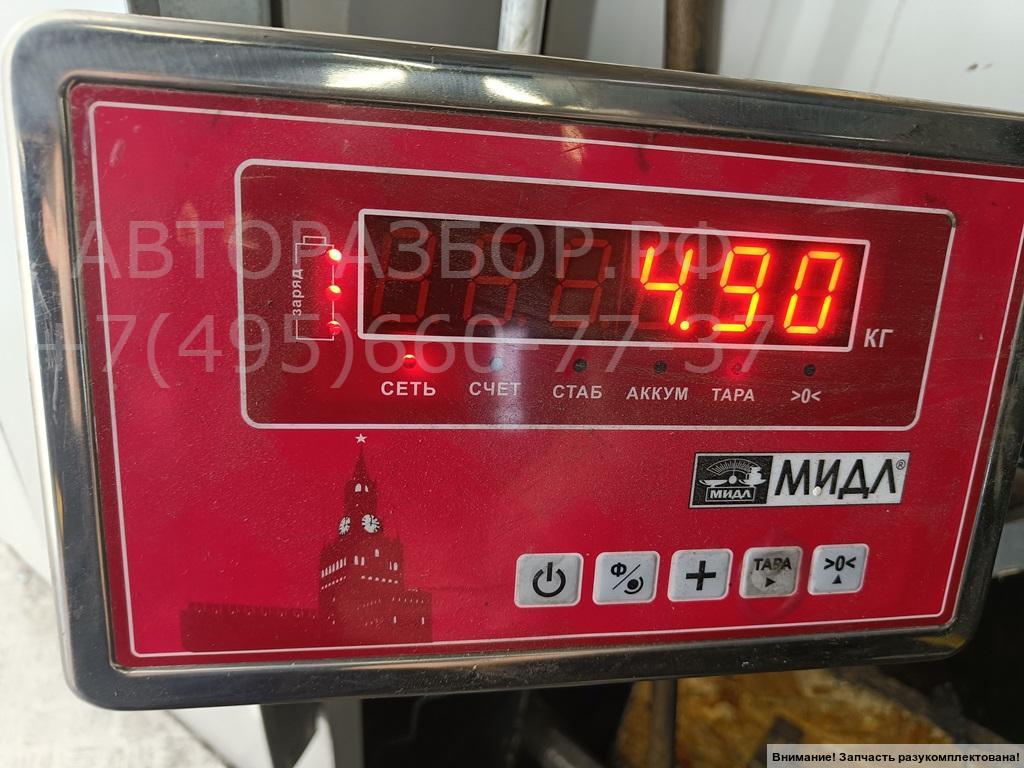 АВТОРАЗБОР.РФ
+7(495)660-77-37
4.90
КГ
заряд
СЕТЬ СЧЕТ СТАБ АККУМ ТАРА >0<
МИДЛ МИДЛ®
Ф/ + ТАРА >0<
Внимание! Запчасть разукомплектована!